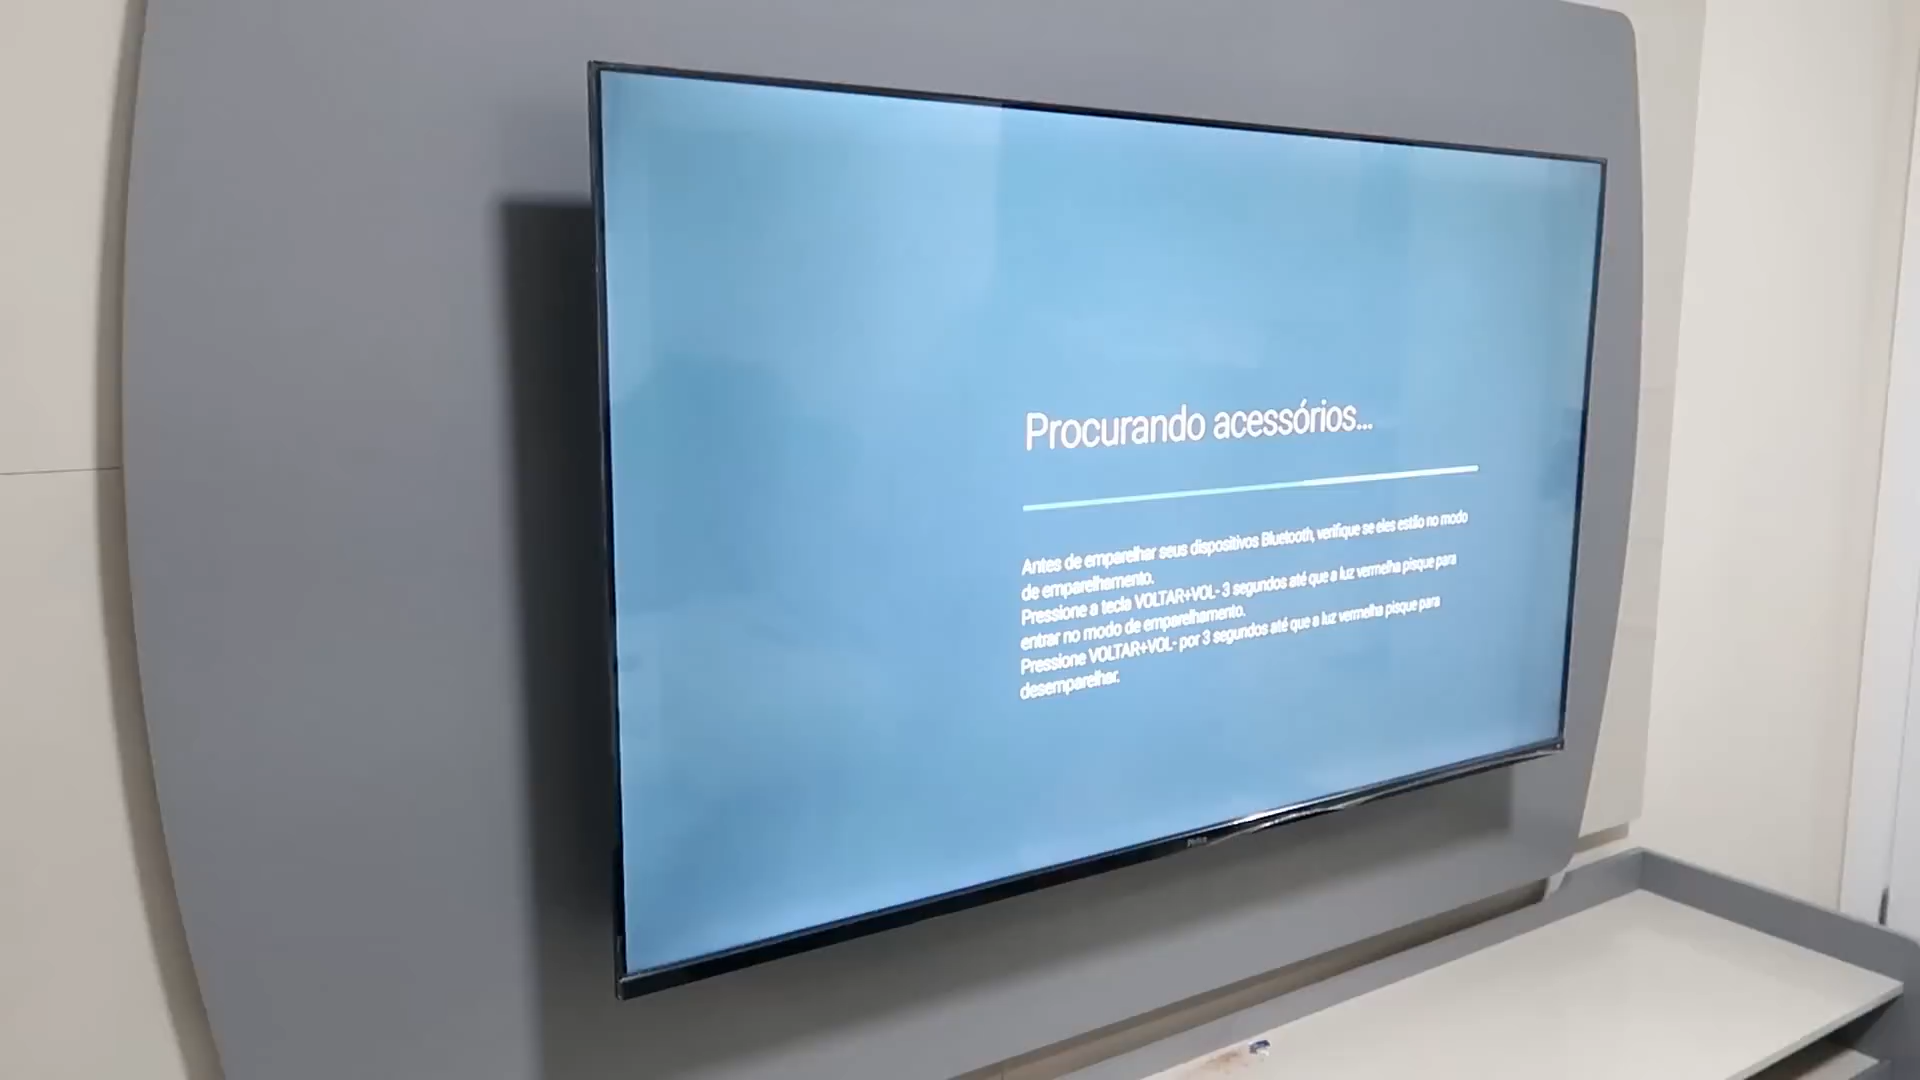 Procurando acessórios...
Antes de emparelhar seus dispositivos Bluetooth, verifique se eles estão no modo
de emparelhamento.
Pressione a tecla VOLTAR+VOL- 3 segundos até que a luz vermelha pisque para
entrar no modo de emparelhamento.
Pressione VOLTAR+VOL- por 3 segundos até que a luz vermelha pisque para
desemparelhar.